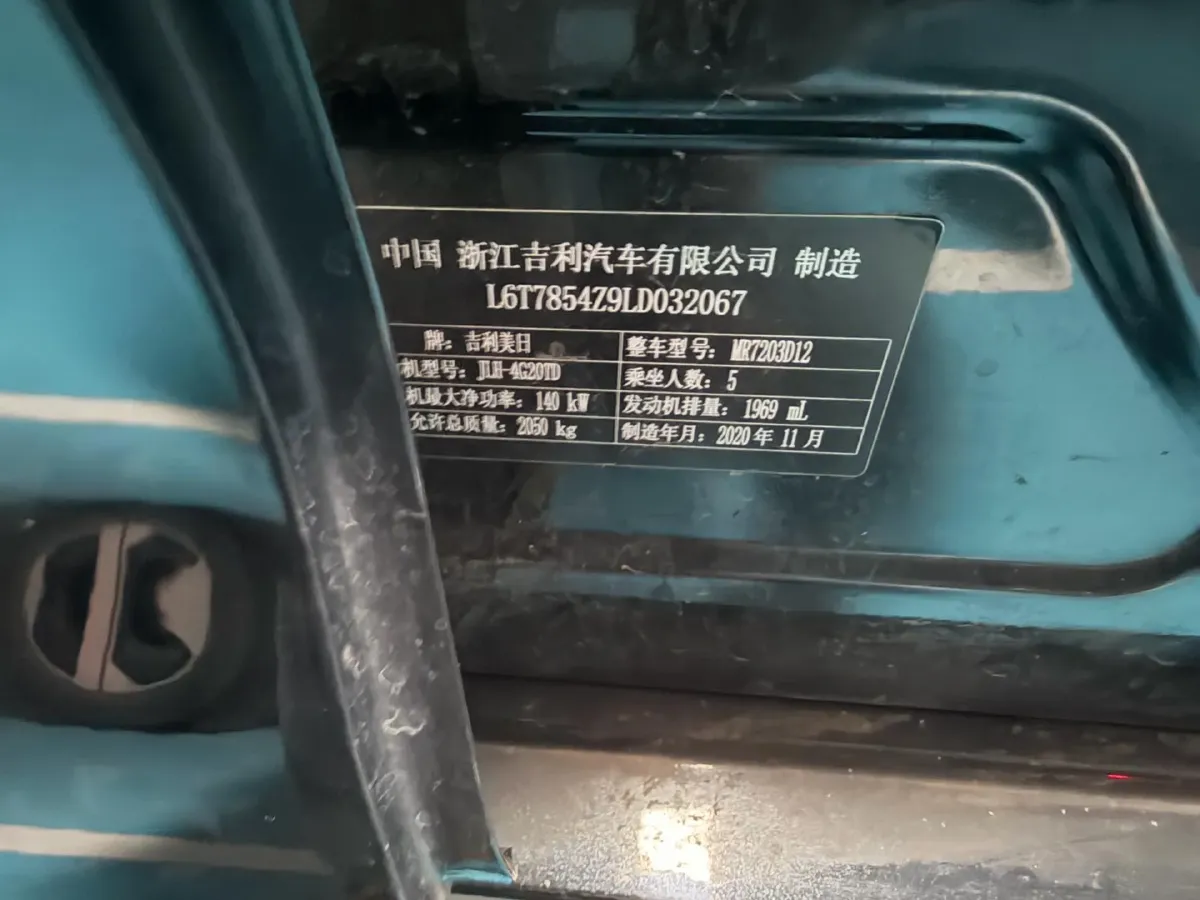 中国 浙江吉利汽车有限公司 制造
L6T7854Z9LD032067
牌：吉利美日 整车型号：MR7203D12
机型号：JLH-4G20TD 乘坐人数：5
机最大净功率：140 kW 发动机排量：1969 mL
允许总质量：2050 kg 制造年月：2020 年 11 月